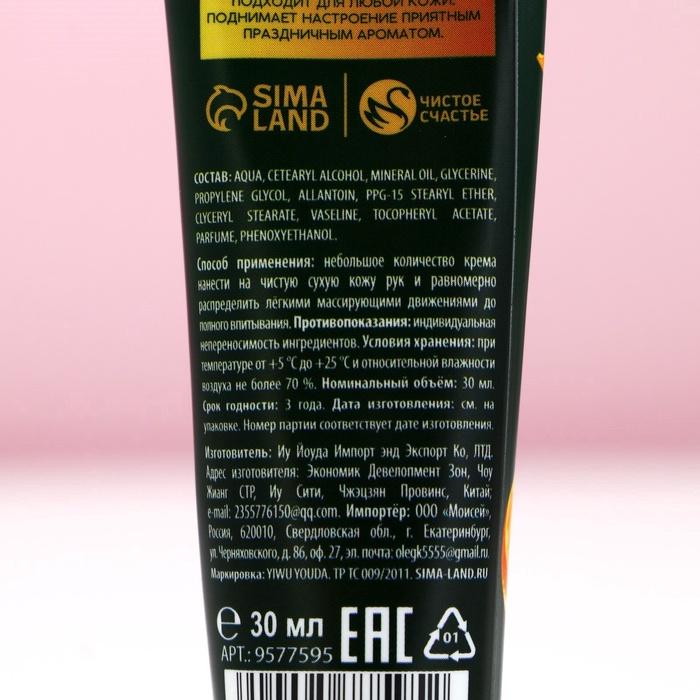 ПОДХОДИТ ДЛЯ ЛЮБОЙ КОЖИ.
ПОДНИМАЕТ НАСТРОЕНИЕ ПРИЯТНЫМ
ПРАЗДНИЧНЫМ АРОМАТОМ.
SIMA LAND
ЧИСТОЕ СЧАСТЬЕ
СОСТАВ: AQUA, CETEARYL ALCOHOL, MINERAL OIL, GLYCERINE,
PROPYLENE GLYCOL, ALLANTOIN, PPG-15 STEARYL ETHER,
GLYCERYL STEARATE, VASELINE, TOCOPHERYL ACETATE,
PARFUME, PHENOXYETHANOL.
Способ применения: небольшое количество крема
нанести на чистую сухую кожу рук и равномерно
распределить лёгкими массирующими движениями до
полного впитывания. Противопоказания: индивидуальная
непереносимость ингредиентов. Условия хранения: при
температуре от +5 °С до +25 °С и относительной влажности
воздуха не более 70 %. Номинальный объём: 30 мл.
Срок годности: 3 года. Дата изготовления: см. на
упаковке. Номер партии соответствует дате изготовления.
Изготовитель: Иу Йоуда Импорт энд Экспорт Ко, ЛТД.
Адрес изготовителя: Экономик Девелопмент Зон, Чоу
Жианг СТР, Иу Сити, Чжэцзян Провинс, Китай;
e-mail: 2355776150@qq.com. Импортёр: ООО «Моисей»,
Россия, 620010, Свердловская обл., г. Екатеринбург,
ул. Черняховского, д. 86, оф. 27, эл. почта: olegk5555@gmail.ru.
Маркировка: YIWU YOUDA. ТР ТС 009/2011. SIMA-LAND.RU
℮ 30 мл EAC 01
АРТ.: 9577595